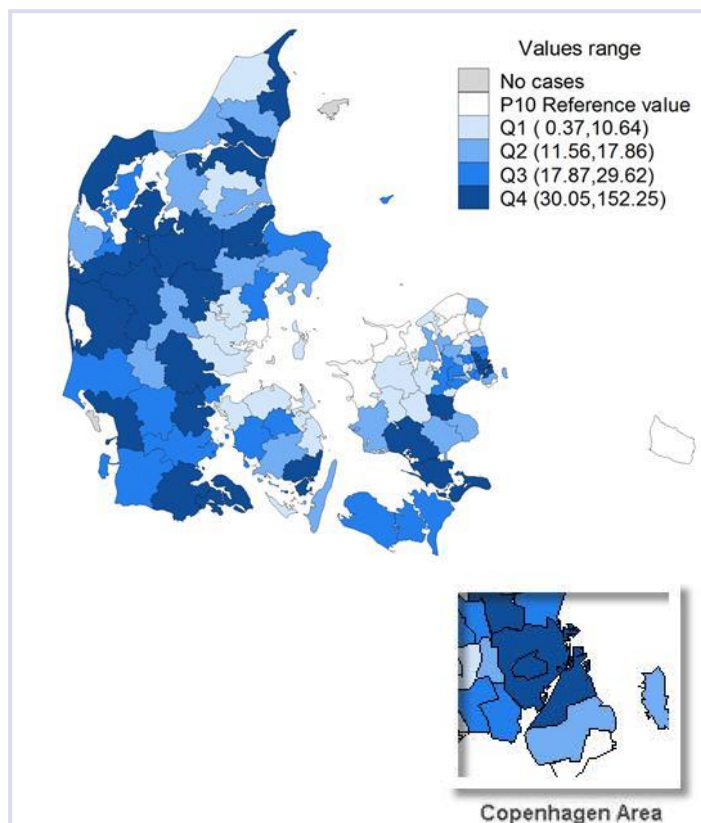 Values range
No cases
P10 Reference value
Q1 ( 0.37,10.64)
Q2 (11.56,17.86)
Q3 (17.87,29.62)
Q4 (30.05,152.25)
Copenhagen Area